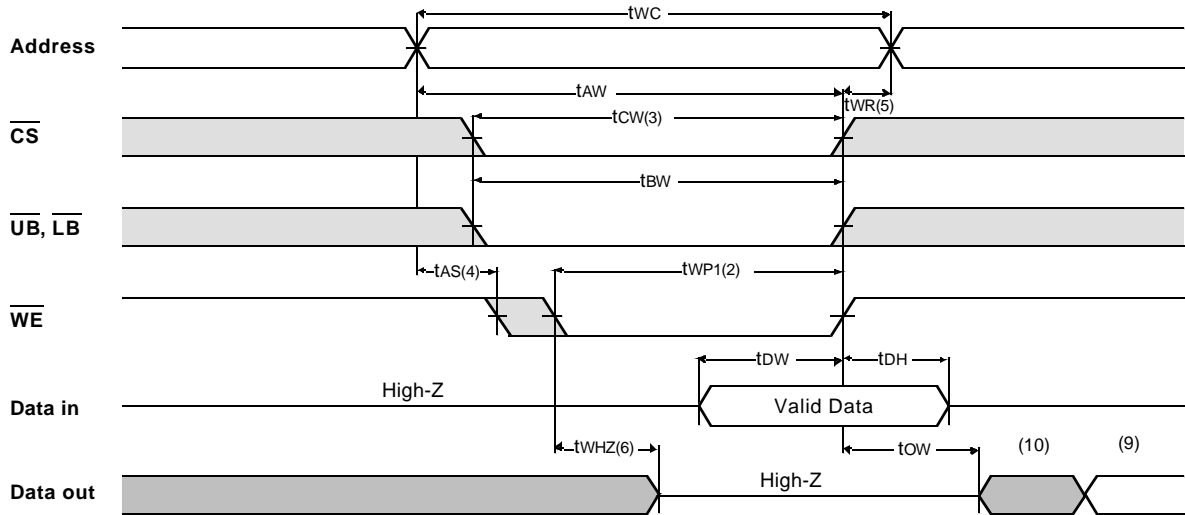 tWC
Address
tAW
tWR(5)
tCW(3)
CS
tBW
UB, LB
tAS(4)
tWP1(2)
WE
tDW
tDH
High-Z
Data in
Valid Data
tWHZ(6)
tOW
(10)
(9)
High-Z
Data out